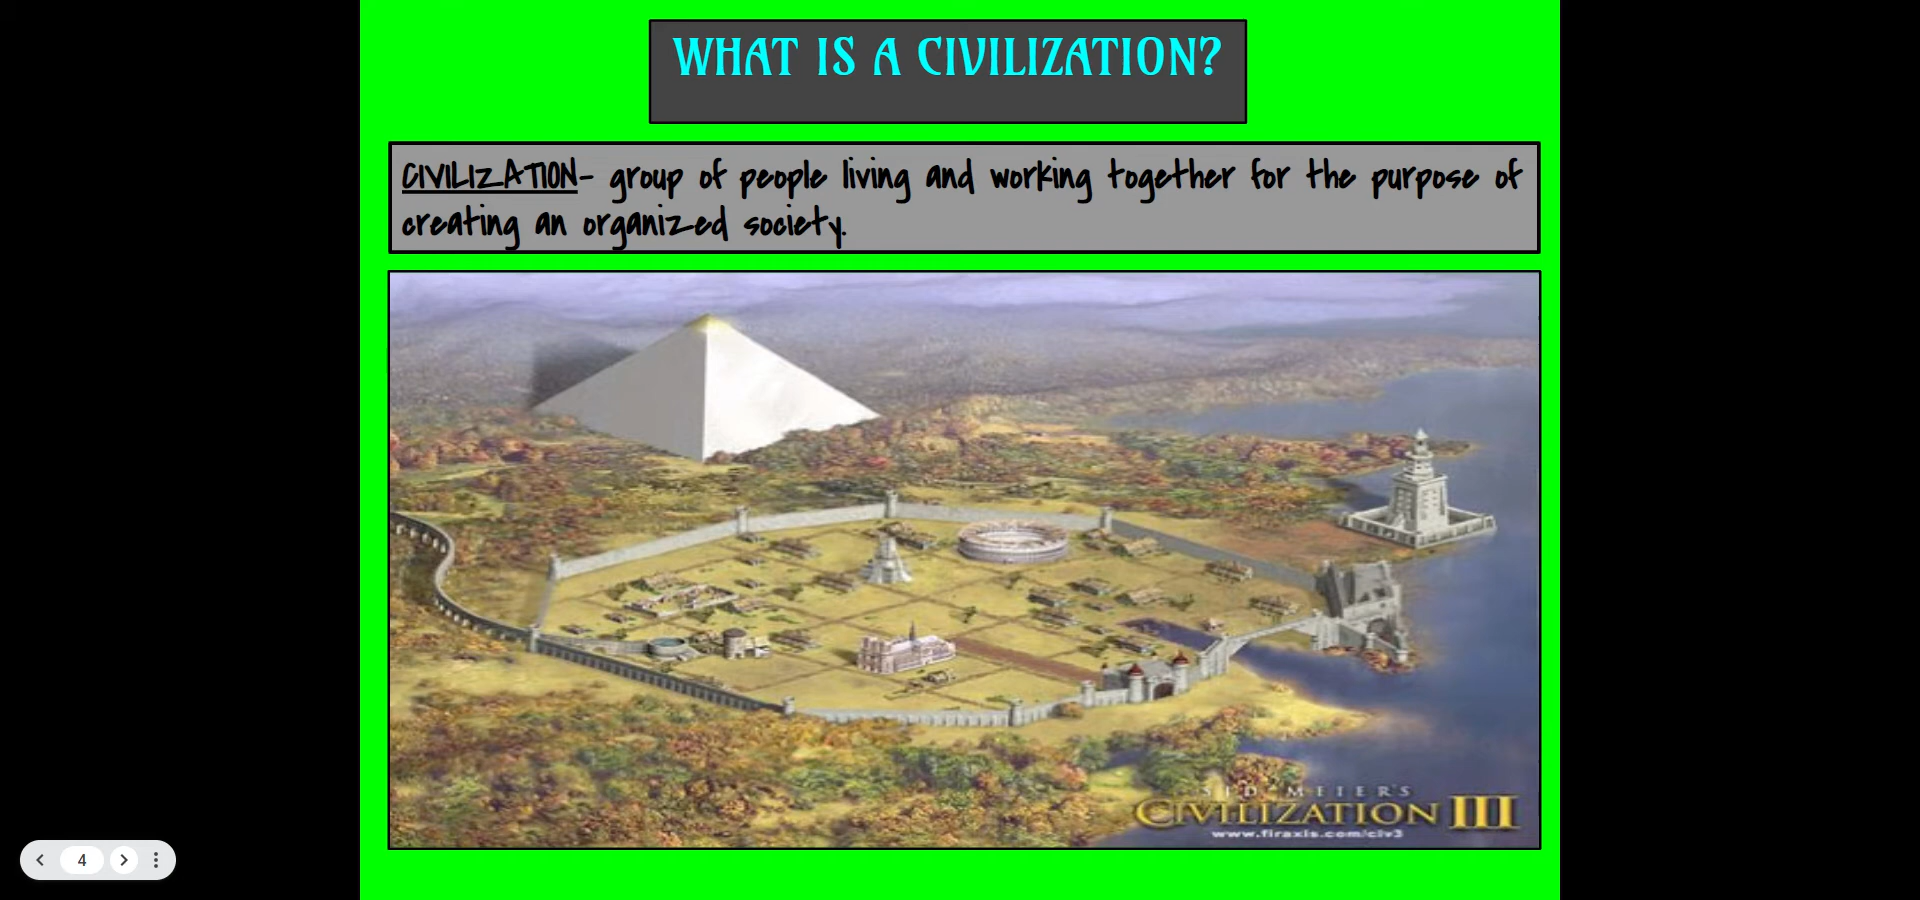 WHAT IS A CIVILIZATION?
CIVILIZATION- group of people living and working together for the purpose of
creating an organized society.
SID MEIER'S
CIVILIZATION III
www.firaxis.com/civ3
4